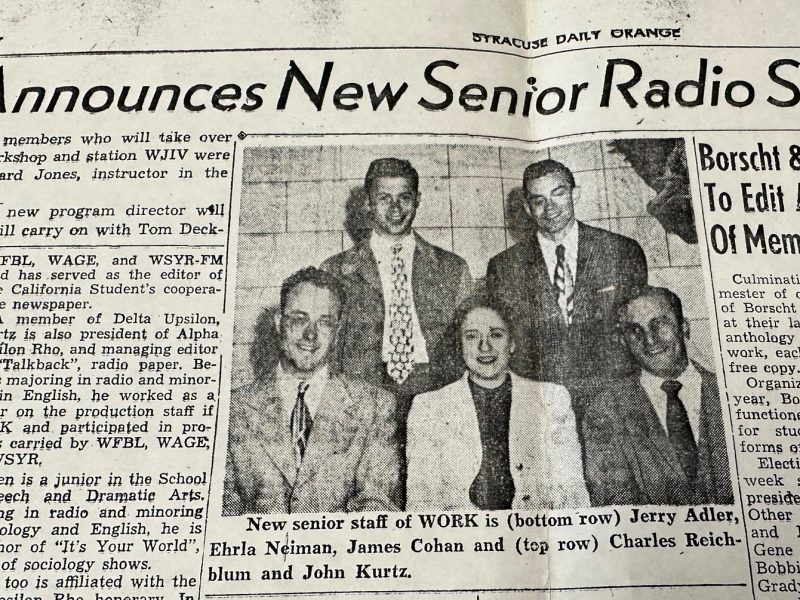 SYRACUSE DAILY ORANGE
Announces New Senior Radio S
members who will take over
rkshop and station WJIV were
ard Jones, instructor in the
new program director will
ill carry on with Tom Deck-
FBL, WAGE, and WSYR-FM
d has served as the editor of
e California Student's coopera-
e newspaper.
A member of Delta Upsilon,
rtz is also president of Alpha
silon Rho, and managing editor
"Talkback", radio paper. Be-
s majoring in radio and minor-
in English, he worked as a
r on the production staff if
K and participated in pro-
s carried by WFBL, WAGE,
WSYR.
en is a junior in the School
eech and Dramatic Arts.
ng in radio and minoring
ology and English, he is
hor of "It's Your World",
of sociology shows.
too is affiliated with the
silon Rho honorary. In
New senior staff of WORK is (bottom row) Jerry Adler,
Ehrla Neiman, James Cohan and (top row) Charles Reich-
blum and John Kurtz.
Borscht &
To Edit A
Of Mem
Culminati
mester of c
of Borscht
at their la
anthology
work, each
free copy.
Organiz
year, Bo
functione
for stud
forms of
Electi
week s
preside
Other
and I
Gene
Bobbi
Grady